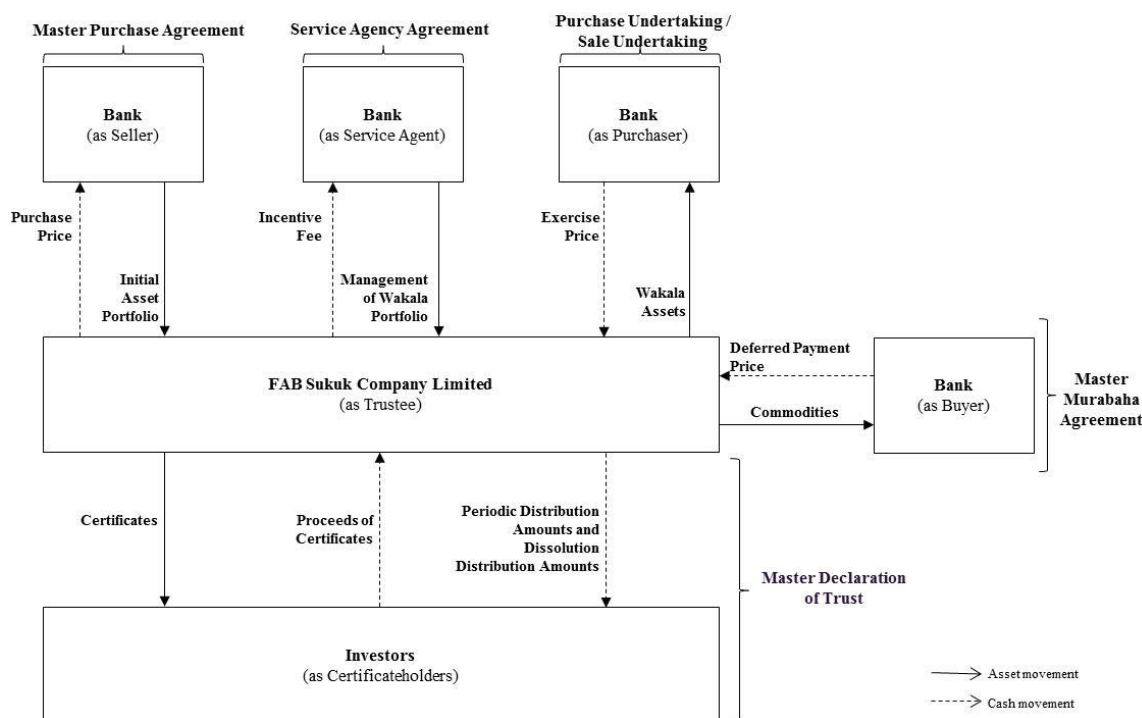 Master Purchase Agreement
Service Agency Agreement
Purchase Undertaking /
Sale Undertaking
Bank
(as Seller)
Bank
(as Service Agent)
Bank
(as Purchaser)
Purchase
Price
Initial
Asset
Portfolio
Incentive
Fee
Management
of Wakala
Portfolio
Exercise
Price
Wakala
Assets
FAB Sukuk Company Limited
(as Trustee)
Deferred Payment
Price
Commodities
Bank
(as Buyer)
Master
Murabaha
Agreement
Certificates
Proceeds of
Certificates
Periodic Distribution
Amounts and
Dissolution
Distribution Amounts
Master Declaration
of Trust
Investors
(as Certificateholders)
Asset movement
Cash movement